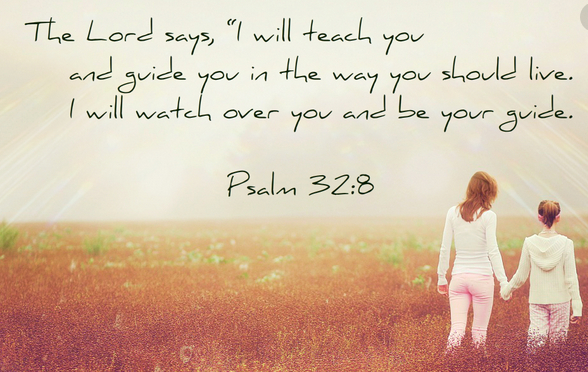 The Lord says, “I will teach you
and guide you in the way you should live.
I will watch over you and be your guide.
Psalm 32:8